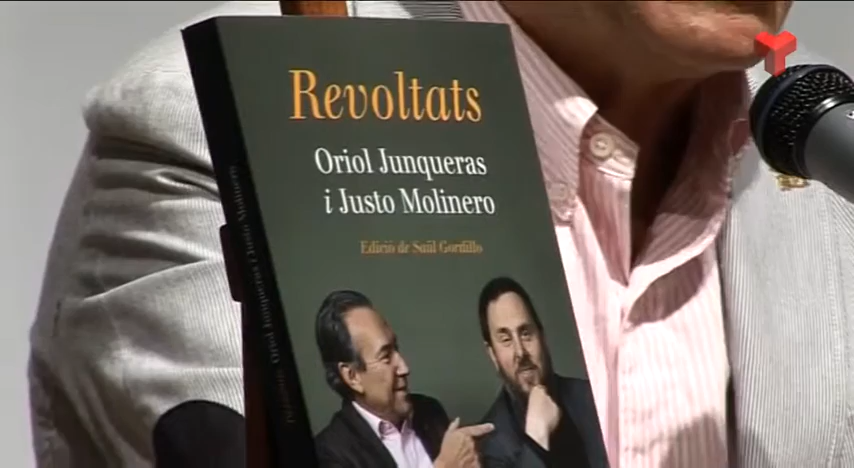 Revoltats
Oriol Junqueras
i Justo Molinero
Edició de Saül Gordillo